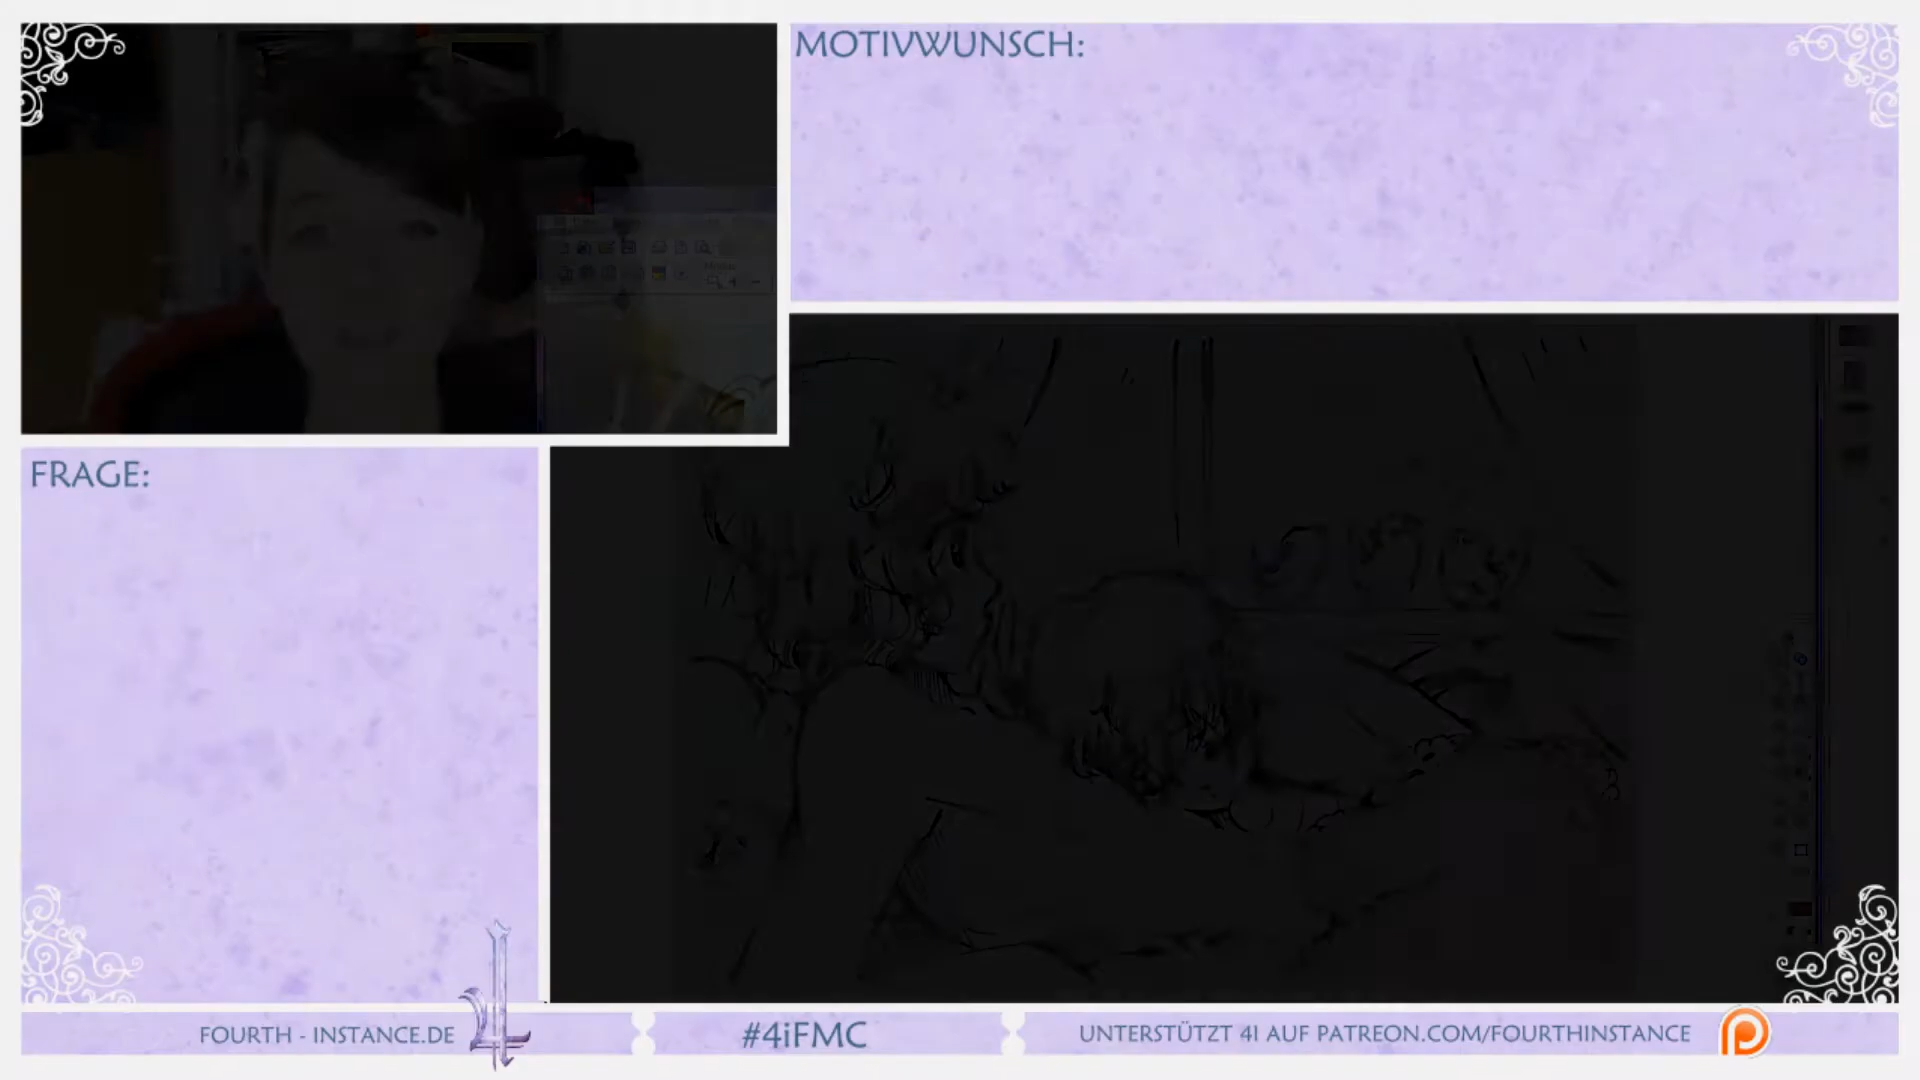 MOTIVWUNSCH:
FRAGE:
FOURTH - INSTANCE.DE
#4iFMC
UNTERSTÜTZT 4I AUF PATREON.COM/FOURTHINSTANCE